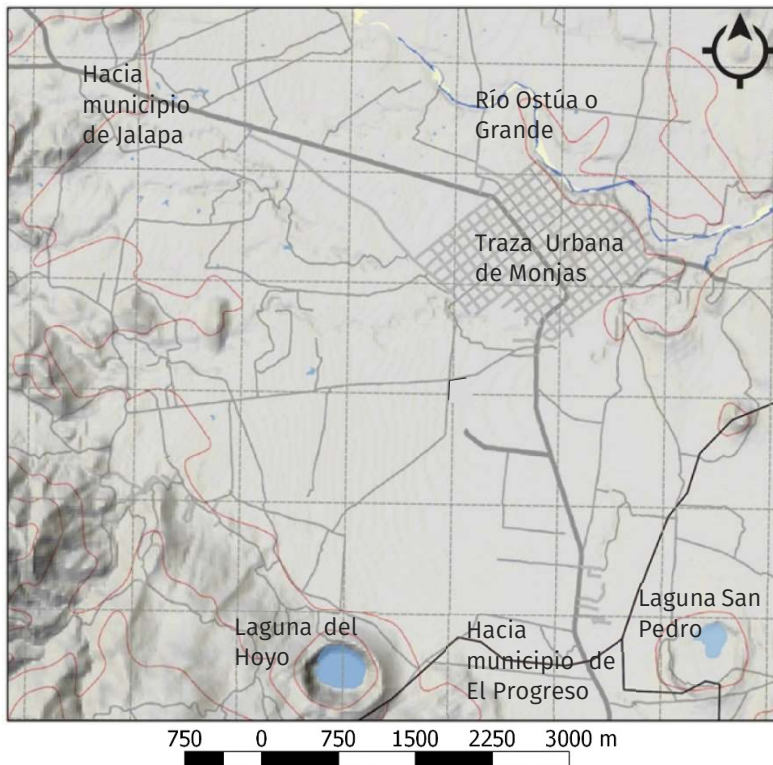 Hacia
municipio
de Jalapa
Río Ostúa o
Grande
Traza Urbana
de Monjas
Laguna San
Pedro
Laguna del
Hoyo
Hacia
municipio de
El Progreso
750 0 750 1500 2250 3000 m